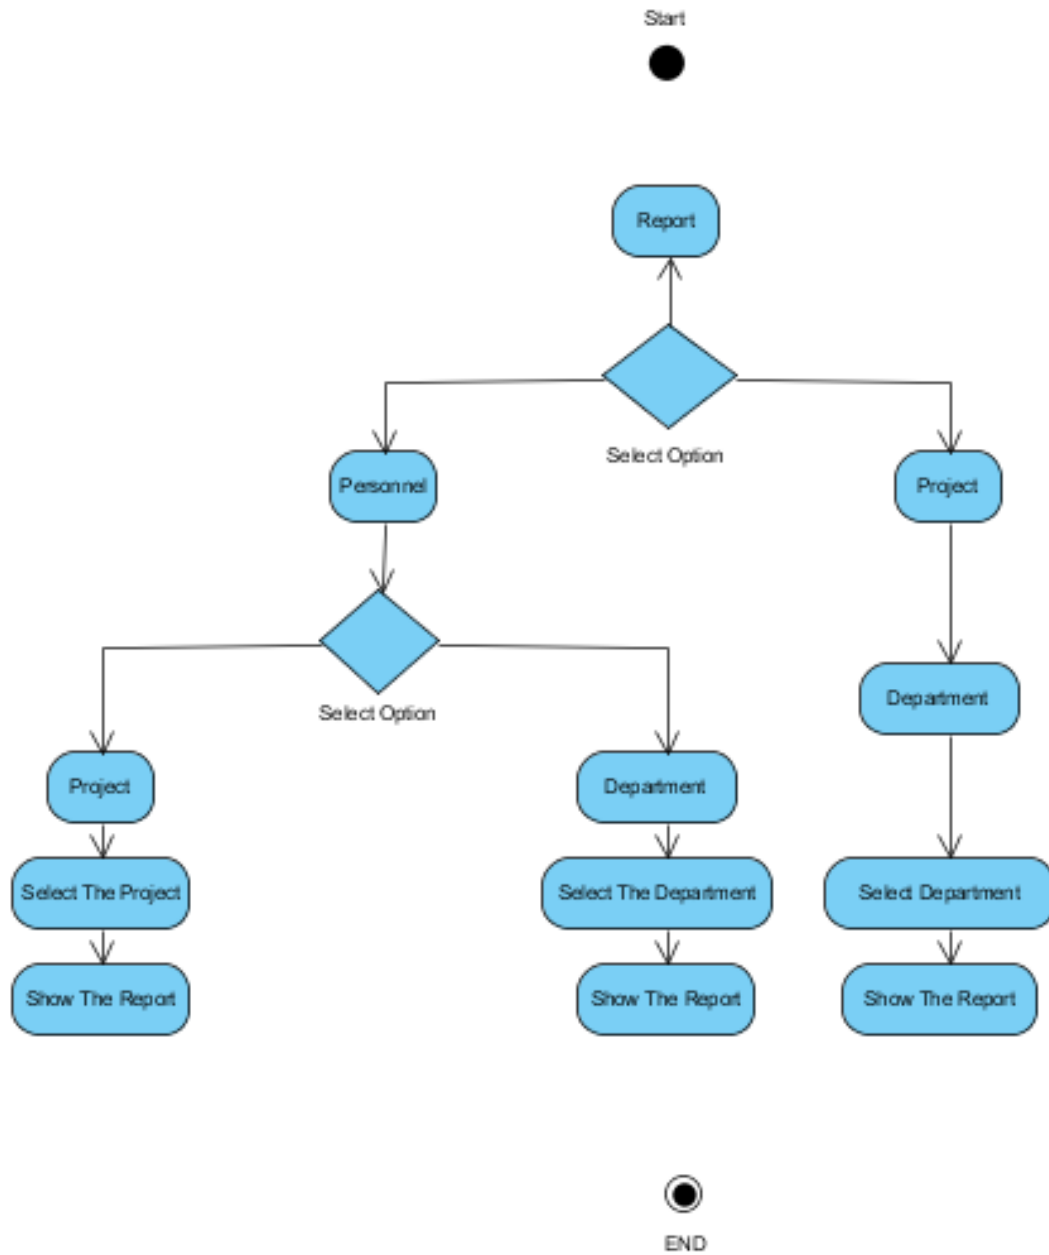 Start
Report
Select Option
Personnel
Project
Select Option
Department
Project
Department
Select The Project
Select The Department
Select Department
Show The Report
Show The Report
Show The Report
END